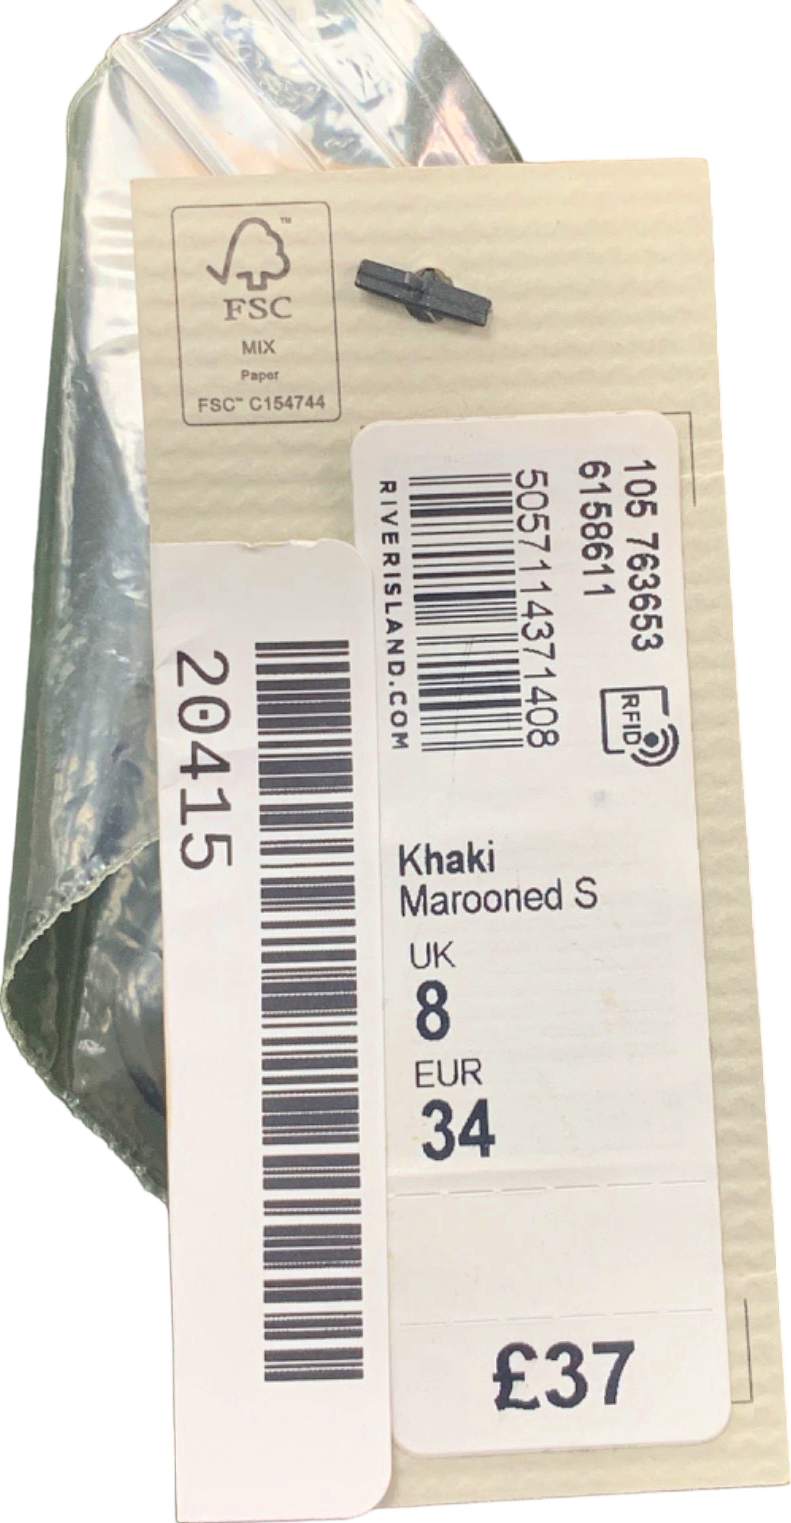 ™
FSC
MIX
Paper
FSC™ C154744
105 763653
6158611
5057114371408
RIVERISLAND.COM
RFID
20415
Khaki
Marooned S
UK
8
EUR
34
£37